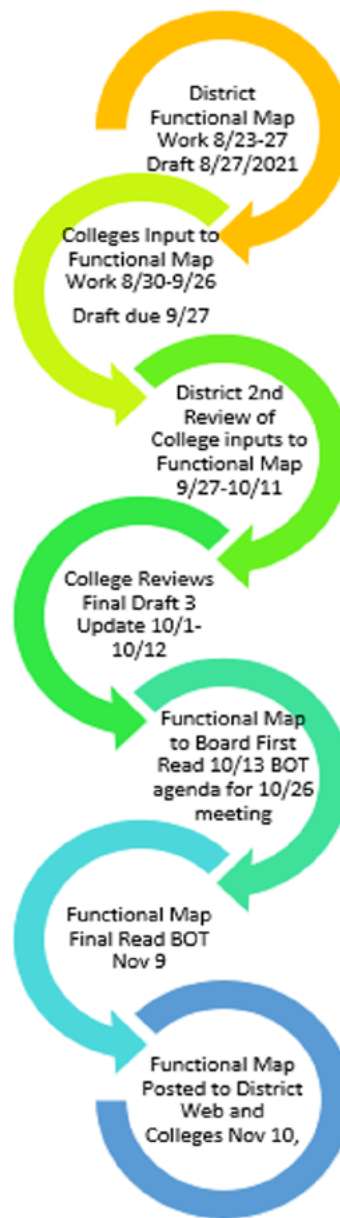 District
Functional Map
Work 8/23-27
Draft 8/27/2021
Colleges Input to
Functional Map
Work 8/30-9/26
Draft due 9/27
District 2nd
Review of
College inputs to
Functional Map
9/27-10/11
College Reviews
Final Draft 3
Update 10/1-
10/12
Functional Map
to Board First
Read 10/13 BOT
agenda for 10/26
meeting
Functional Map
Final Read BOT
Nov 9
Functional Map
Posted to District
Web and
Colleges Nov 10,